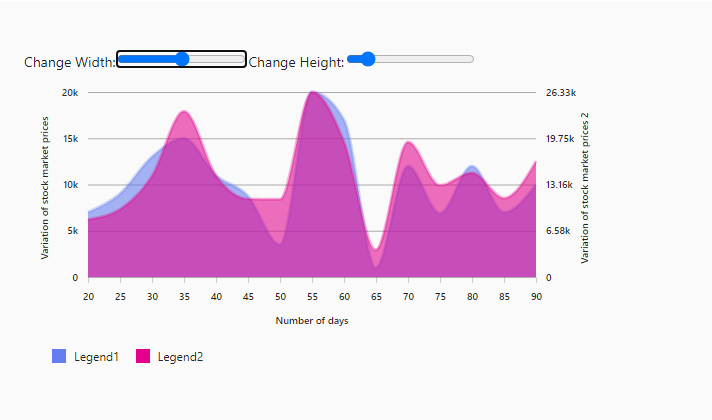 Change Width: Change Height:
20k 26.33k
Variation of stock market prices
Variation of stock market prices 2
15k 19.75k
10k 13.16k
5k 6.58k
0 0
20 25 30 35 40 45 50 55 60 65 70 75 80 85 90
Number of days
Legend1 Legend2